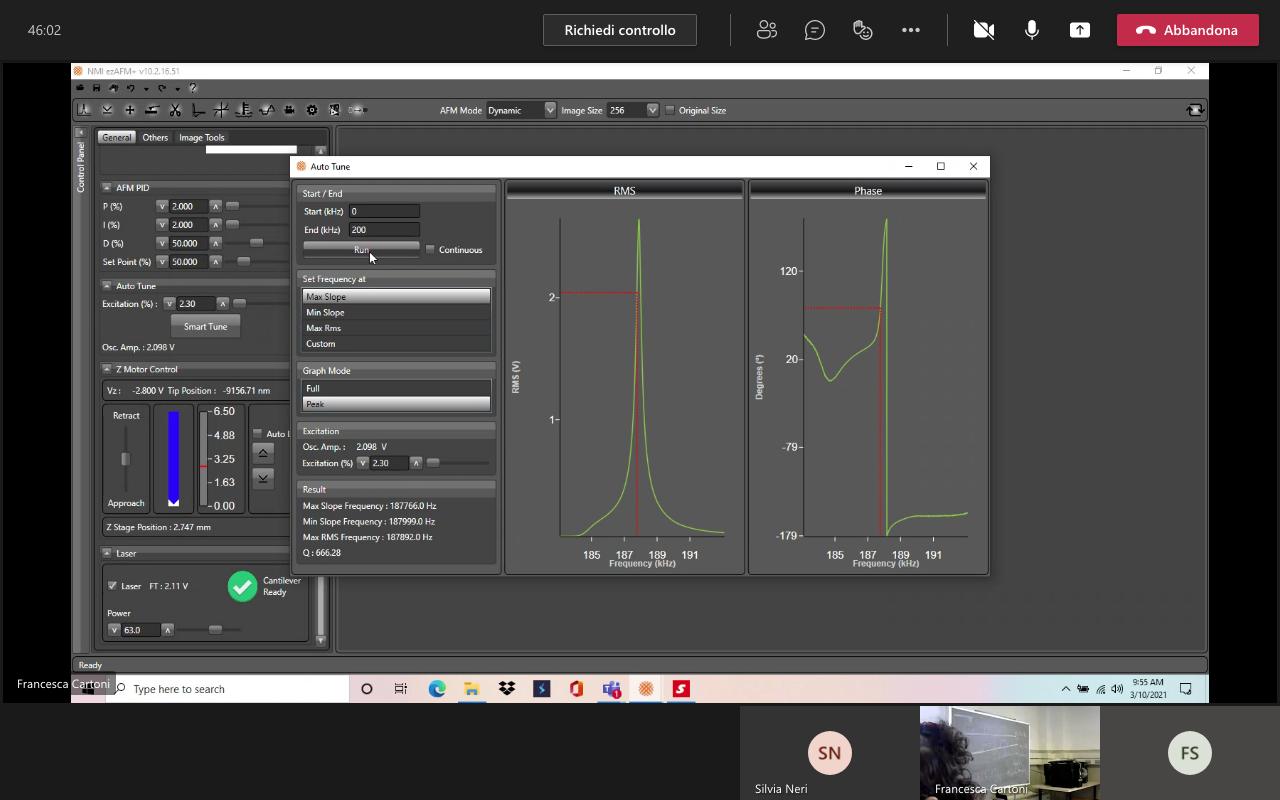 46:02
Richiedi controllo
Abbandona
NMI ezAFM+ v10.2.16.51
AFM Mode Dynamic Image Size 256 Original Size
Control Panel
General Others Image Tools
AFM PID
P (%) 2.000
I (%) 2.000
D (%) 50.000
Set Point (%) 50.000
Auto Tune
Excitation (%) : 2.30
Smart Tune
Osc. Amp. : 2.098 V
Z Motor Control
Vz : -2.800 V Tip Position : -9156.71 nm
Retract
Approach
6.50
4.88
3.25
1.63
0.00
Z Stage Position : 2.747 mm
Laser
Laser FT : 2.11 V
Cantilever
Ready
Power
63.0
Ready
Auto Tune
Start / End
Start (kHz) 0
End (kHz) 200
Run
Continuous
Set Frequency at
Max Slope
Min Slope
Max Rms
Custom
Graph Mode
Full
Peak
Excitation
Osc. Amp. : 2.098 V
Excitation (%) 2.30
Result
Max Slope Frequency : 187766.0 Hz
Min Slope Frequency : 187999.0 Hz
Max RMS Frequency : 187892.0 Hz
Q : 666.28
RMS
RMS (V)
2
1
185 187 189 191
Frequency (kHz)
Phase
Degrees (°)
120
20
-79
-179
185 187 189 191
Frequency (kHz)
Francesca Cartoni
Type here to search
9:55 AM
3/10/2021
SN
Silvia Neri
Francesca Cartoni
FS